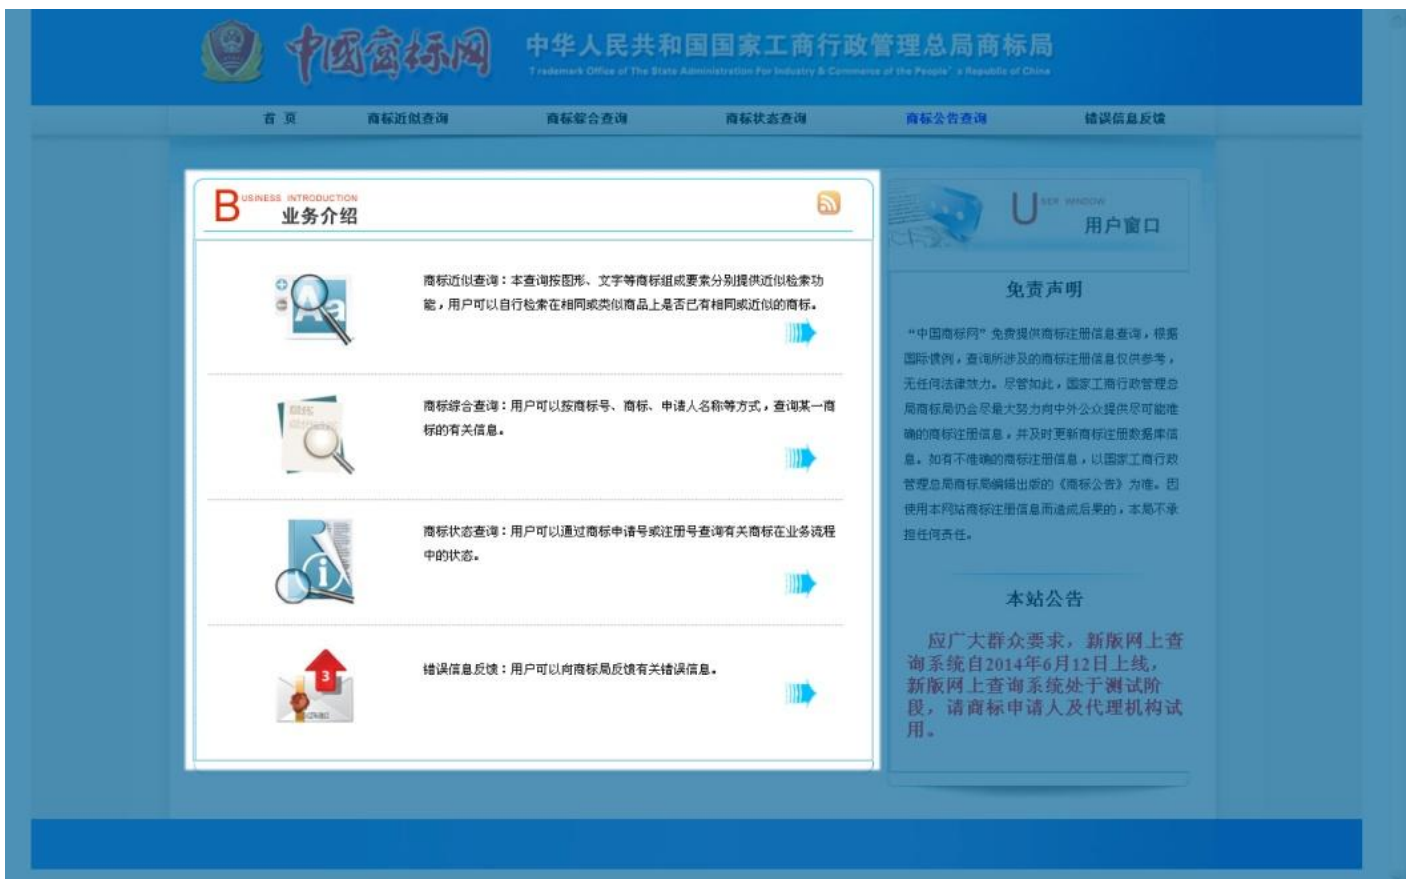 中国商标网
中华人民共和国国家工商行政管理总局商标局
Trademark Office of The State Administration For Industry & Commerce of the People's Republic of China
首 页
商标近似查询
商标综合查询
商标状态查询
商标公告查询
错误信息反馈
BUSINESS INTRODUCTION
业务介绍
商标近似查询：本查询按图形、文字等商标组成要素分别提供近似检索功
能，用户可以自行检索在相同或类似商品上是否已有相同或近似的商标。
商标综合查询：用户可以按商标号、商标、申请人名称等方式，查询某一商
标的有关信息。
商标状态查询：用户可以通过商标申请号或注册号查询有关商标在业务流程
中的状态。
3
错误信息反馈：用户可以向商标局反馈有关错误信息。
USER WINDOW
用户窗口
免责声明
“中国商标网”免费提供商标注册信息查询，根据
国际惯例，查询所涉及的商标注册信息仅供参考，
无任何法律效力。尽管如此，国家工商行政管理总
局商标局仍会尽最大努力向中外公众提供尽可能准
确的商标注册信息，并及时更新商标注册数据库信
息。如有不准确的商标注册信息，以国家工商行政
管理总局商标局编辑出版的《商标公告》为准。因
使用本网站商标注册信息而造成后果的，本局不承
担任何责任。
本站公告
应广大群众要求，新版网上查
询系统自2014年6月12日上线，
新版网上查询系统处于测试阶
段，请商标申请人及代理机构试
用。